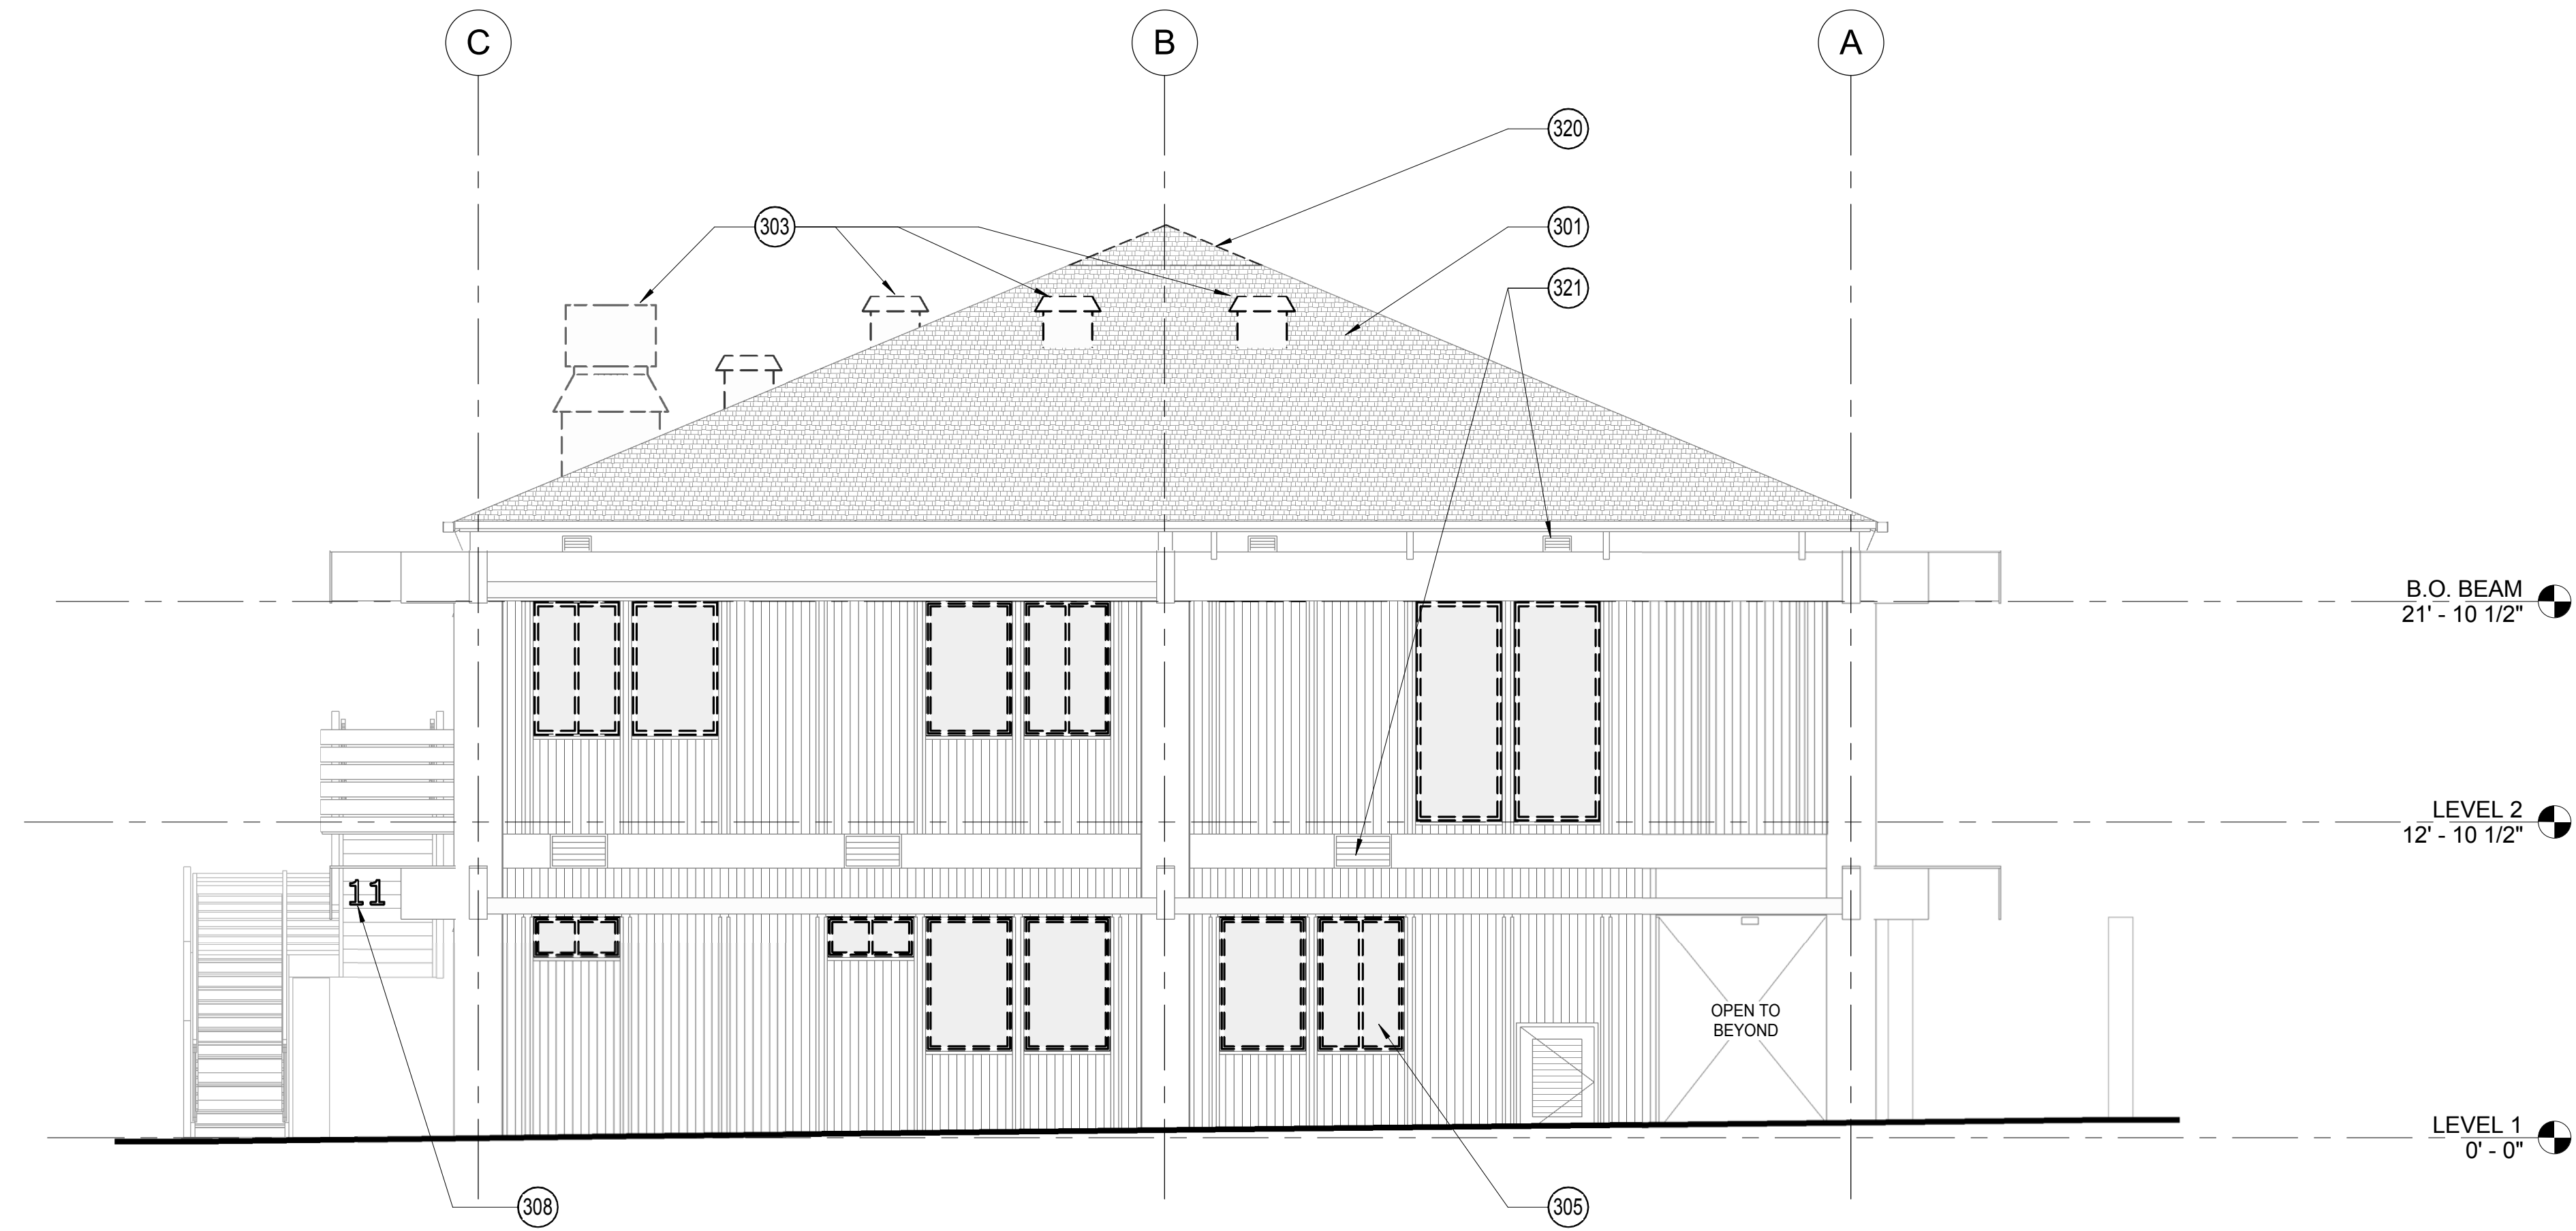 C
B
A
320
303
301
321
B.O. BEAM
21' - 10 1/2"
LEVEL 2
12' - 10 1/2"
11
OPEN TO
BEYOND
LEVEL 1
0' - 0"
308
305